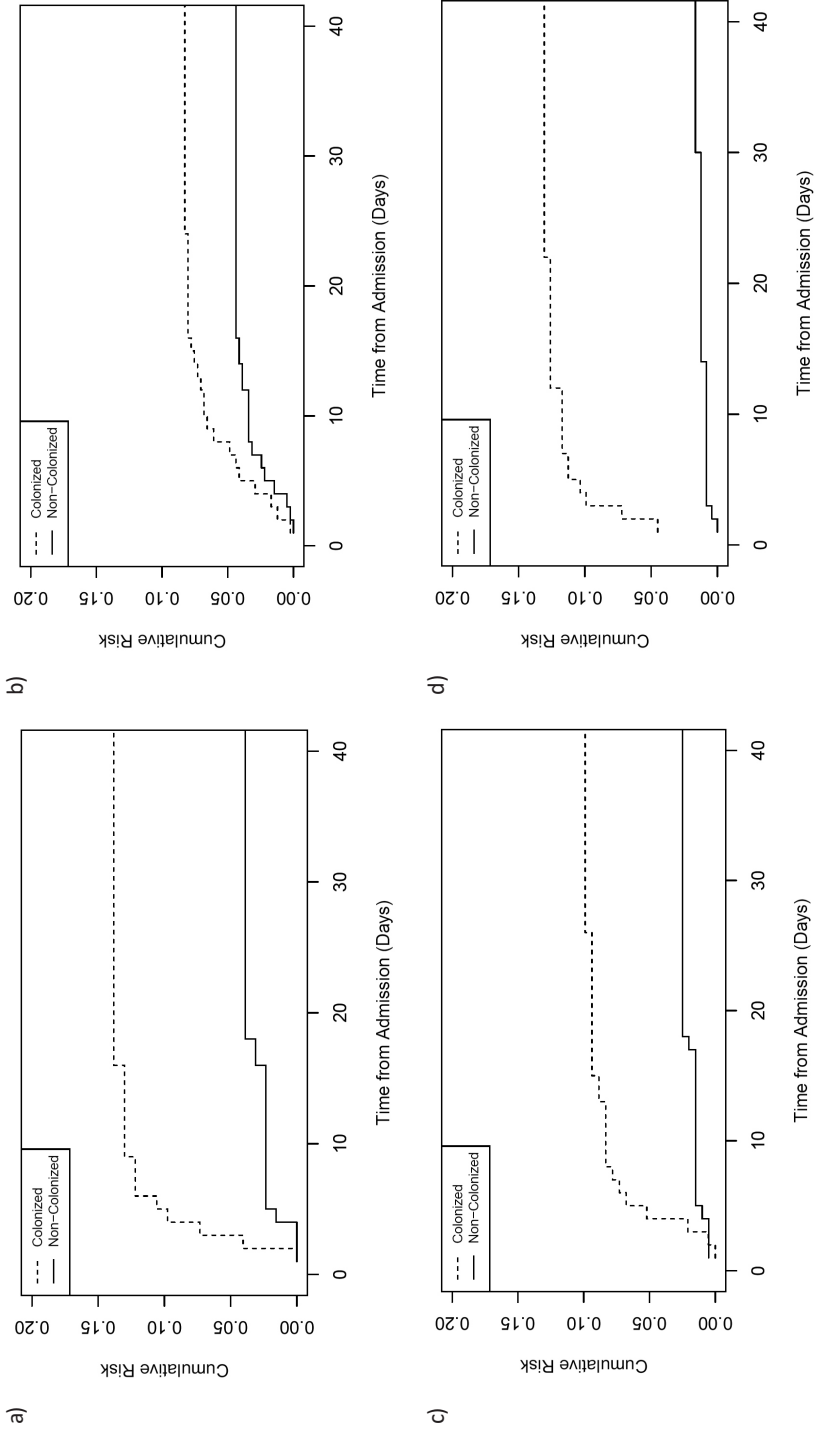 a)
Cumulative Risk
0.20
0.15
0.10
0.05
0.00
Colonized
Non−Colonized
0
10
20
30
40
Time from Admission (Days)
b)
Cumulative Risk
0.20
0.15
0.10
0.05
0.00
Colonized
Non−Colonized
0
10
20
30
40
Time from Admission (Days)
c)
Cumulative Risk
0.20
0.15
0.10
0.05
0.00
Colonized
Non−Colonized
0
10
20
30
40
Time from Admission (Days)
d)
Cumulative Risk
0.20
0.15
0.10
0.05
0.00
Colonized
Non−Colonized
0
10
20
30
40
Time from Admission (Days)